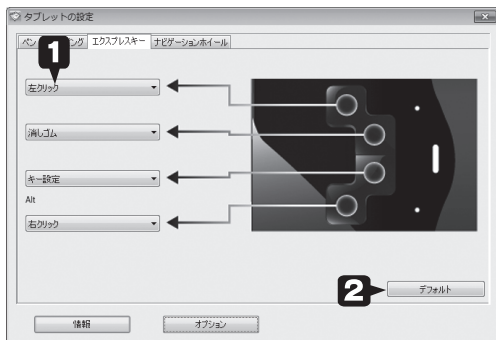 タブレットの設定
ペン
ング
エクスプレスキー
ナビゲーションホイール
1
左クリック
消しゴム
キー設定
Alt
右クリック
2
デフォルト
情報
オプション